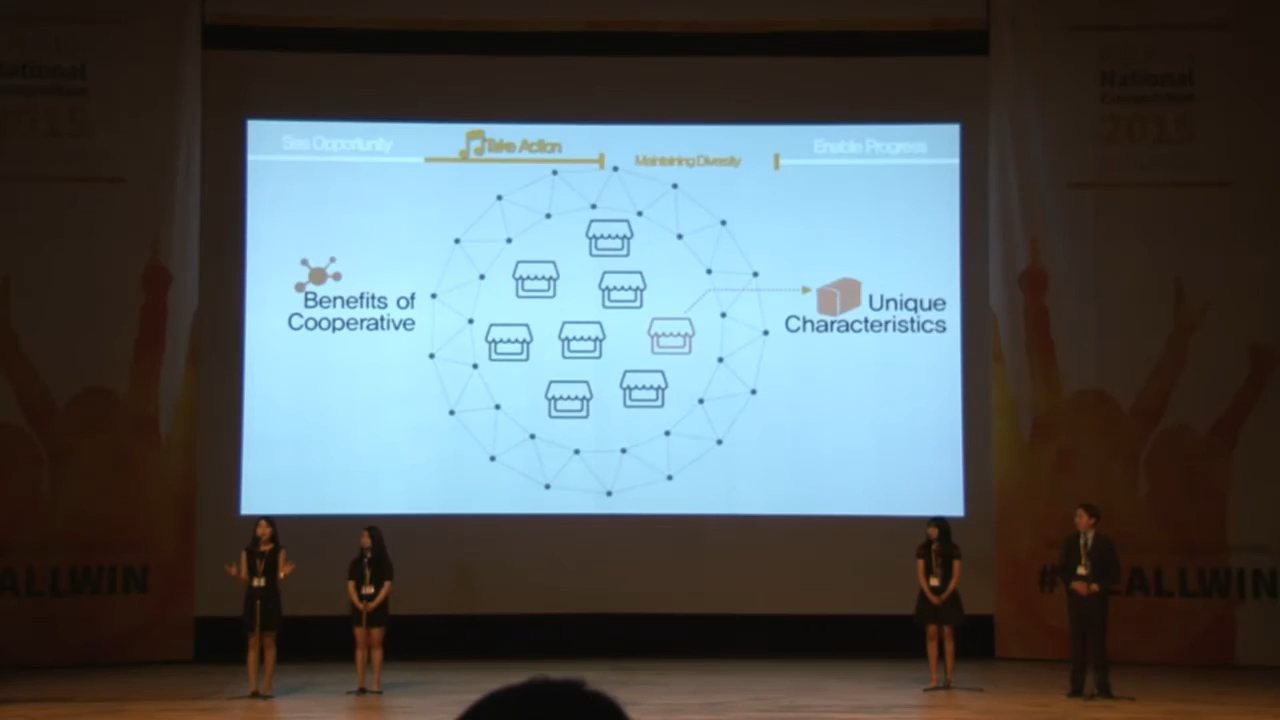 National
2015
See Opportunity
Take Action
Maintaining Diversity
Enable Progress
National
Competition
2015
Benefits of
Cooperative
Unique
Characteristics
ALLWIN
ALLWIN